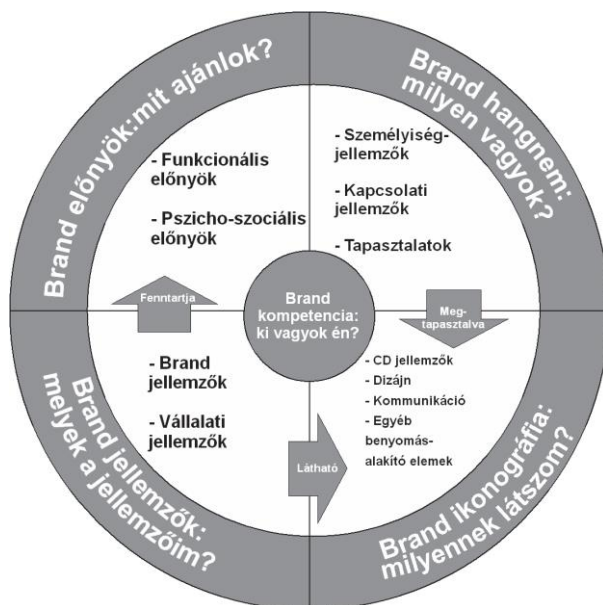 Brand előnyök:mit ajánlok?
Brand hangnem:
milyen vagyok?
- Funkcionális
előnyök
- Pszicho-szociális
előnyök
- Személyiség-
jellemzők
- Kapcsolati
jellemzők
- Tapasztalatok
Fenntartja
Brand
kompetencia:
ki vagyok én?
Meg-
tapasztalva
- Brand
jellemzők
- Vállalati
jellemzők
Látható
- CD jellemzők
- Dizájn
- Kommunikáció
- Egyéb
benyomás-
alakító elemek
Brand jellemzők:
melyek a jellemzőim?
Brand ikonográfia:
milyennek látszom?